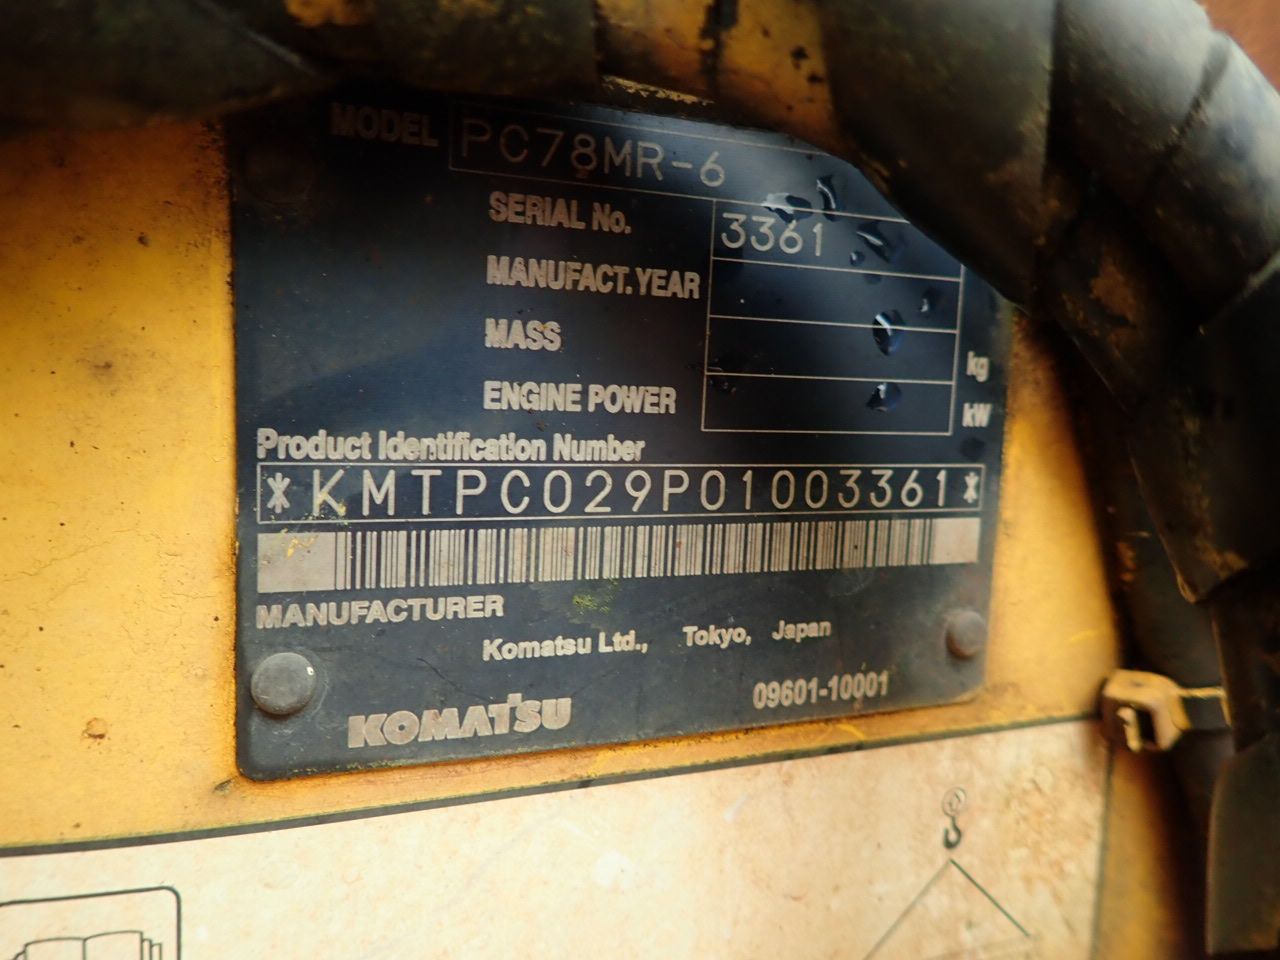 MODEL PC78MR-6
SERIAL No. 3361
MANUFACT. YEAR
MASS kg
ENGINE POWER kW
Product Identification Number
*KMTPC029P01003361*
MANUFACTURER
Komatsu Ltd., Tokyo, Japan
KOMATSU 09601-10001